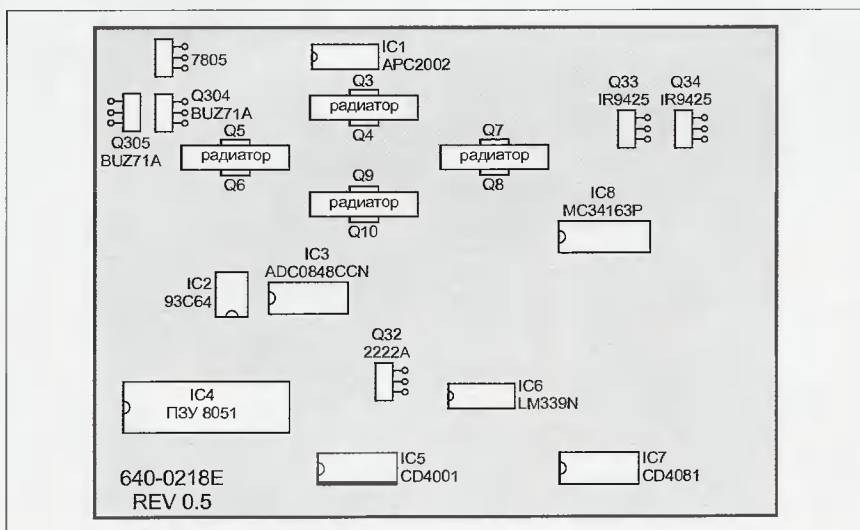 7805
IC1
APC2002
Q304
BUZ71A
Q305
BUZ71A
Q3
радиатор
Q4
Q5
радиатор
Q6
Q7
радиатор
Q8
Q33
IR9425
Q34
IR9425
Q9
радиатор
Q10
IC8
MC34163P
IC2
93C64
IC3
ADC0848CCN
Q32
2222A
IC4
ПЗУ 8051
IC6
LM339N
IC5
CD4001
IC7
CD4081
640-0218E
REV 0.5